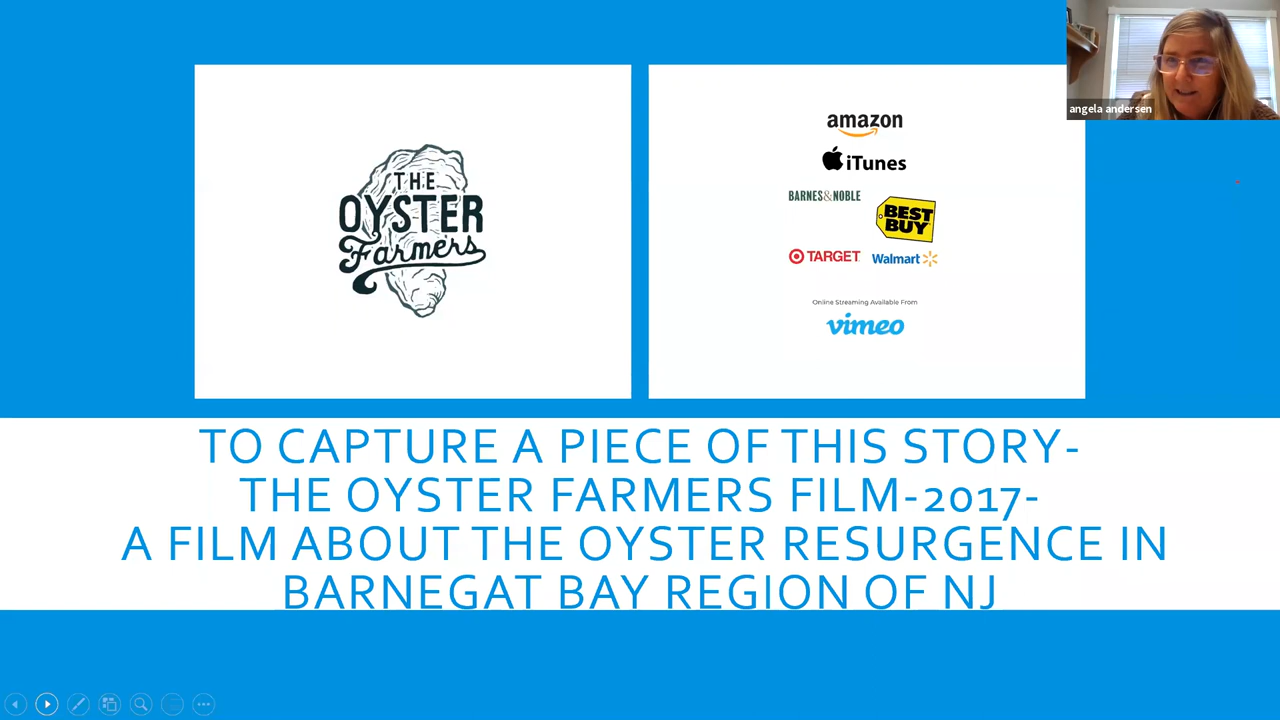 angela andersen
THE
OYSTER
Farmers
amazon
iTunes
BARNES&NOBLE
BEST
BUY
TARGET
Walmart
Online Streaming Available From
vimeo
TO CAPTURE A PIECE OF THIS STORY-
THE OYSTER FARMERS FILM-2017-
A FILM ABOUT THE OYSTER RESURGENCE IN
BARNEGAT BAY REGION OF NJ